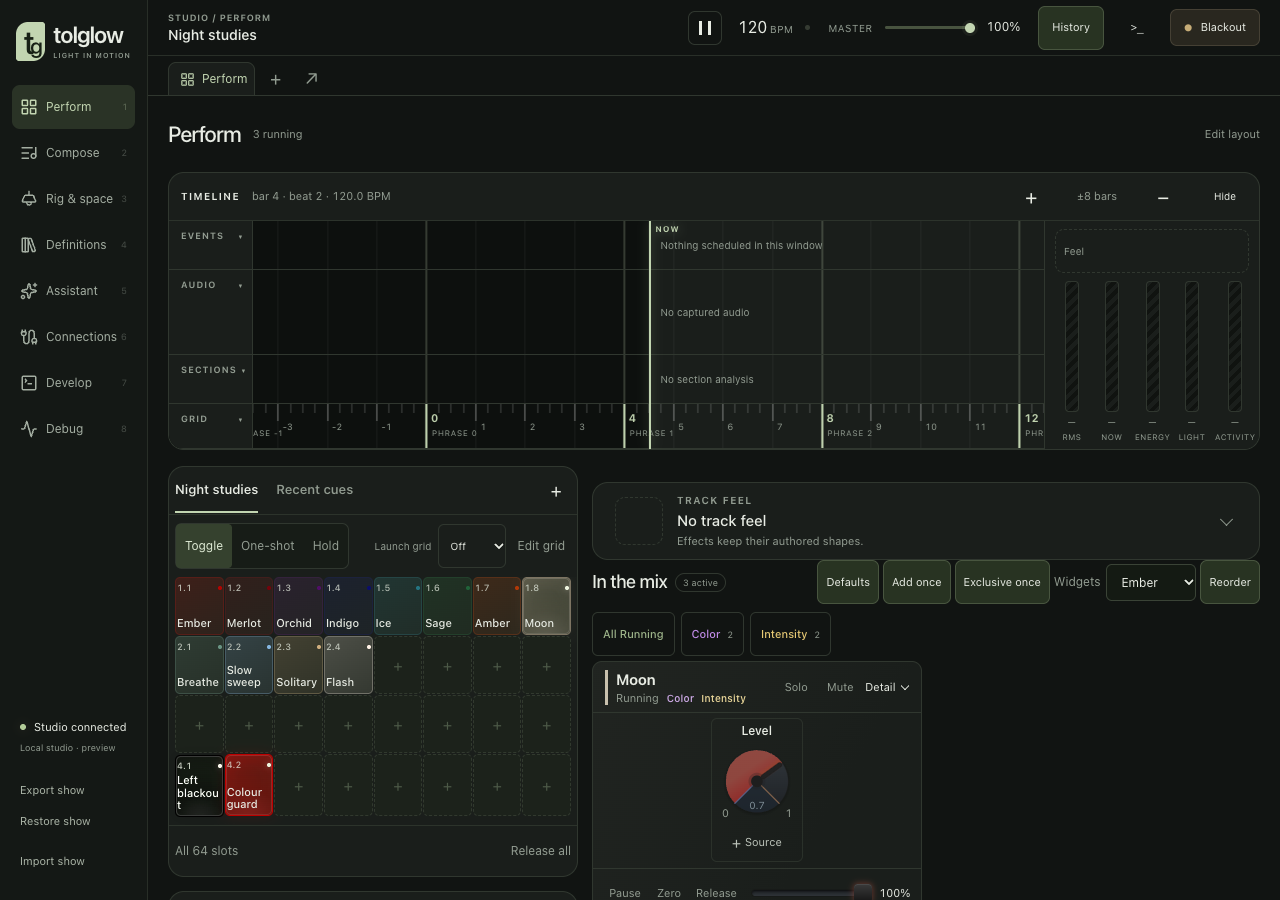 tolglow
LIGHT IN MOTION
Perform 1
Compose 2
Rig & space 3
Definitions 4
Assistant 5
Connections 6
Develop 7
Debug 8
Studio connected
Local studio · preview
Export show
Restore show
Import show
STUDIO / PERFORM
Night studies
120 BPM
MASTER
100%
History
>_
Blackout
Perform
+
Perform
3 running
Edit layout
TIMELINE
bar 4 · beat 2 · 120.0 BPM
+
±8 bars
−
Hide
EVENTS
NOW
Nothing scheduled in this window
AUDIO
No captured audio
SECTIONS
No section analysis
GRID
-3 -2 -1 0 1 2 3 4 5 6 7 8 9 10 11 12
ASE -1 PHRASE 0 PHRASE 1 PHRASE 2 PHR
Feel
— — — — —
RMS NOW ENERGY LIGHT ACTIVITY
Night studies
Recent cues
+
Toggle One-shot Hold
Launch grid
Off
Edit grid
1.1 1.2 1.3 1.4 1.5 1.6 1.7 1.8
Ember Merlot Orchid Indigo Ice Sage Amber Moon
2.1 2.2 2.3 2.4
Breathe Slow sweep Solitary Flash + + + +
+ + + + + + + +
4.1 4.2
Left blackou
t Colour guard + + + + + +
All 64 slots
Release all
TRACK FEEL
No track feel
Effects keep their authored shapes.
In the mix
3 active
Defaults
Add once
Exclusive once
Widgets
Ember
Reorder
All Running
Color 2
Intensity 2
Moon
Running Color Intensity
Solo
Mute
Detail
Level
0 0.7 1
+ Source
Pause Zero Release
100%